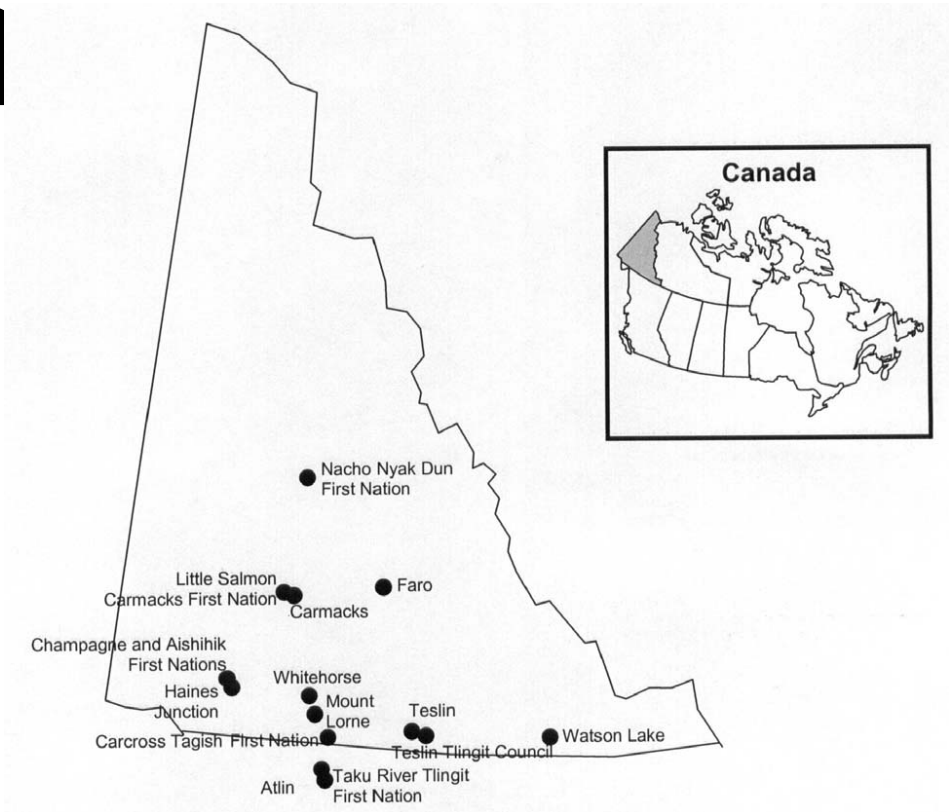 Canada
Nacho Nyak Dun
First Nation
Little Salmon
Carmacks First Nation
Carmacks
Faro
Champagne and Aishihik
First Nations
Haines
Junction
Whitehorse
Mount
Lorne
Teslin
Carcross Tagish First Nation
Teslin Tlingit Council
Watson Lake
Atlin
Taku River Tlingit
First Nation